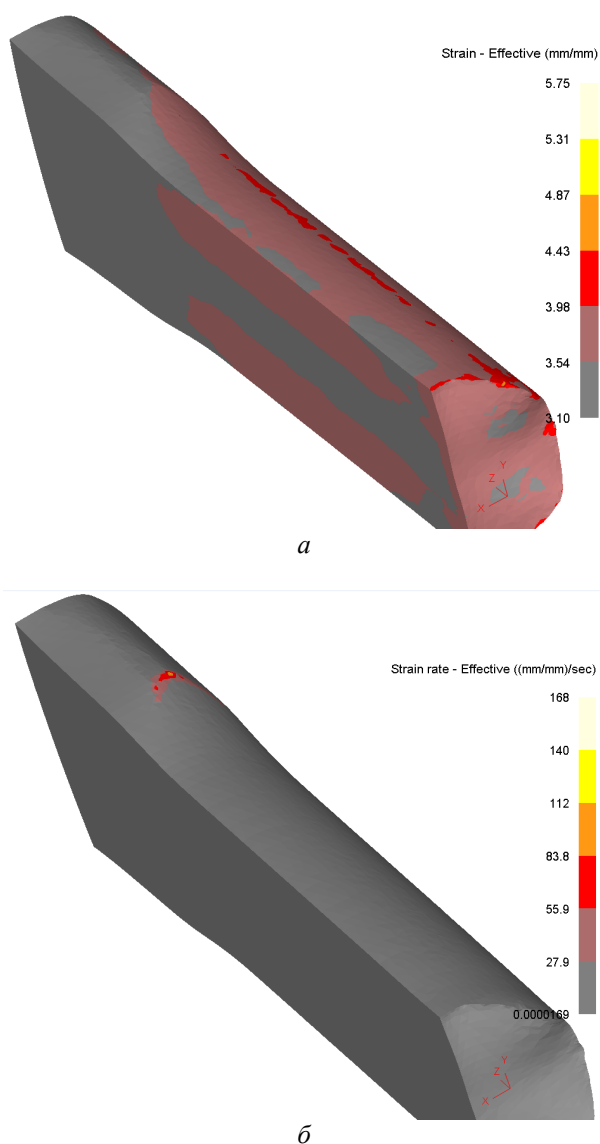 Strain - Effective (mm/mm)
5.75
5.31
4.87
4.43
3.98
3.54
3.10
Y
Z
X
а
Strain rate - Effective ((mm/mm)/sec)
168
140
112
83.8
55.9
27.9
0.0000169
Y
Z
X
б